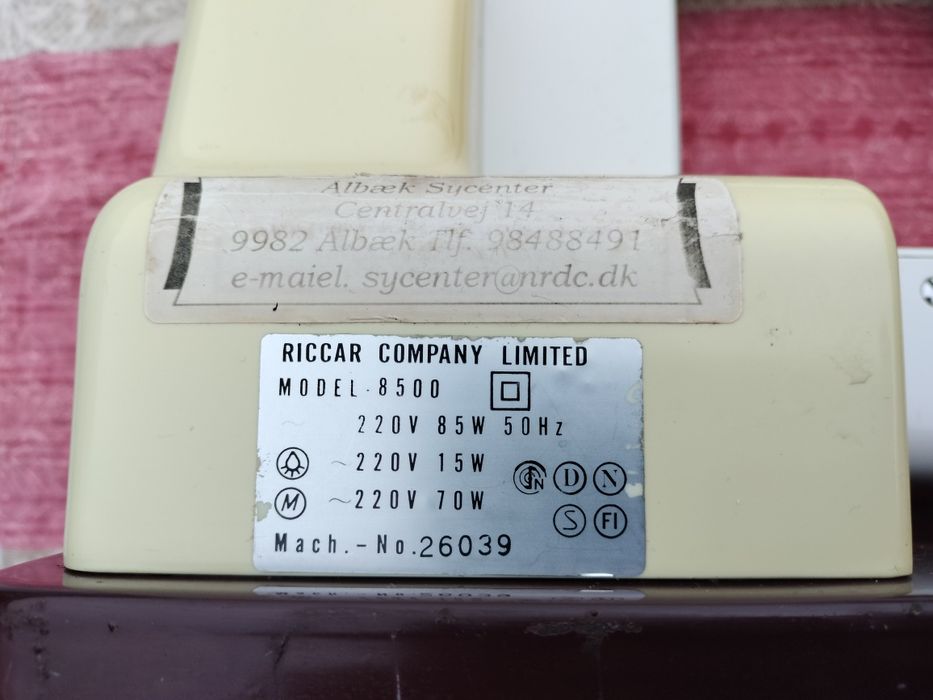 Albæk Sycenter
Centralvej 14
9982 Albæk Tlf. 98488491
e-maiel. sycenter@nrdc.dk
RICCAR COMPANY LIMITED
MODEL·8500
~ 220V 85W 50Hz
~220V 15W
M ~220V 70W
D N
S FI
Mach.-No.26039